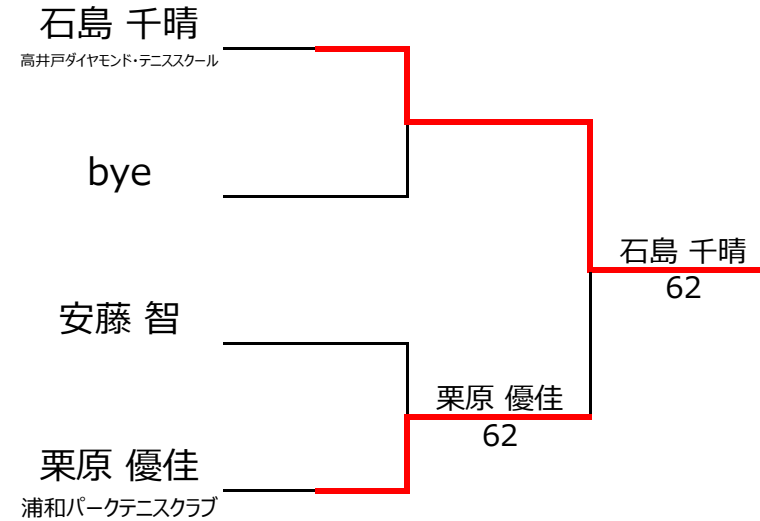 石島 千晴
高井戸ダイヤモンド・テニススクール
bye
石島 千晴
62
安藤 智
栗原 優佳
62
栗原 優佳
浦和パークテニスクラブ